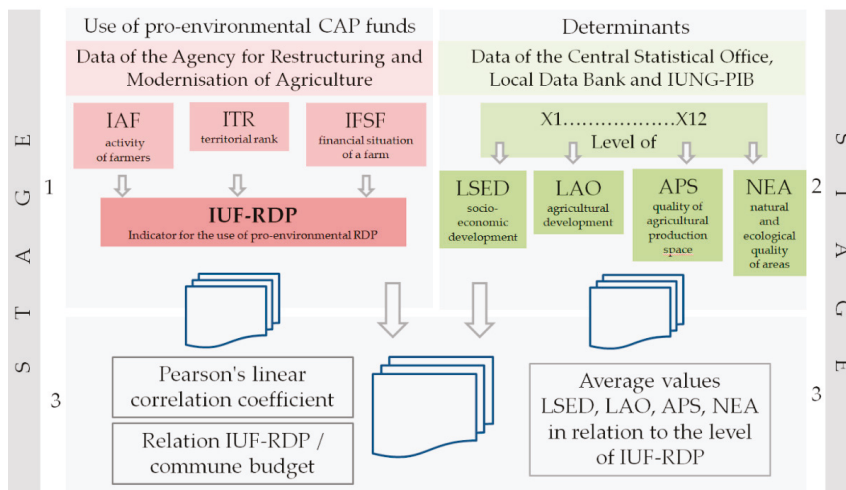 STAGE
1
Use of pro-environmental CAP funds
Data of the Agency for Restructuring and
Modernisation of Agriculture
IAF
activity
of farmers
ITR
territorial rank
IFSF
financial situation
of a farm
IUF-RDP
Indicator for the use of pro-environmental RDP
Determinants
Data of the Central Statistical Office,
Local Data Bank and IUNG-PIB
X1………………X12
Level of
LSED
socio-
economic
development
LAO
agricultural
development
APS
quality of
agricultural
production
space
NEA
natural
and
ecological
quality
of areas
2
STAGE
3
Pearson's linear
correlation coefficient
Relation IUF-RDP /
commune budget
Average values
LSED, LAO, APS, NEA
in relation to the level
of IUF-RDP
3